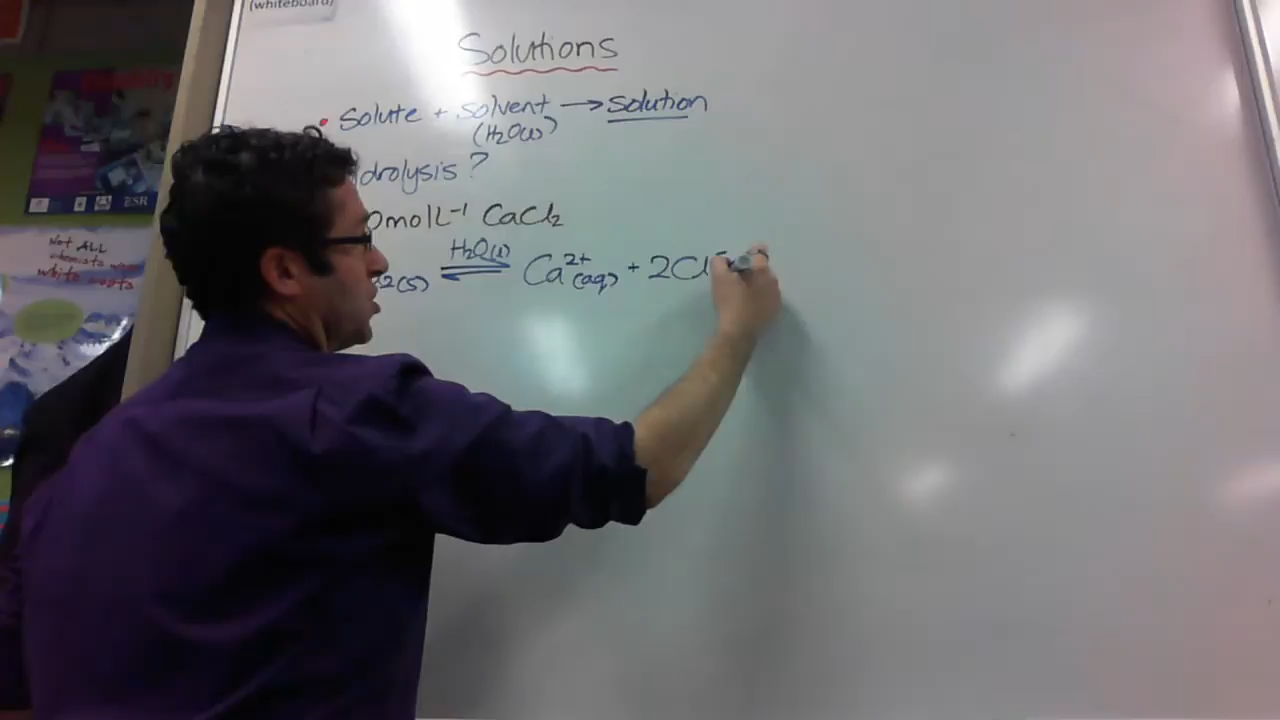 (whiteboard)
Solutions
• Solute + solvent → solution
(H₂O(l))
drolysis?
0molL⁻¹ CaCl₂
H₂O(l)
2(s) ⇌ Ca²⁺(aq) + 2Cl
ESR
Not ALL
white coats